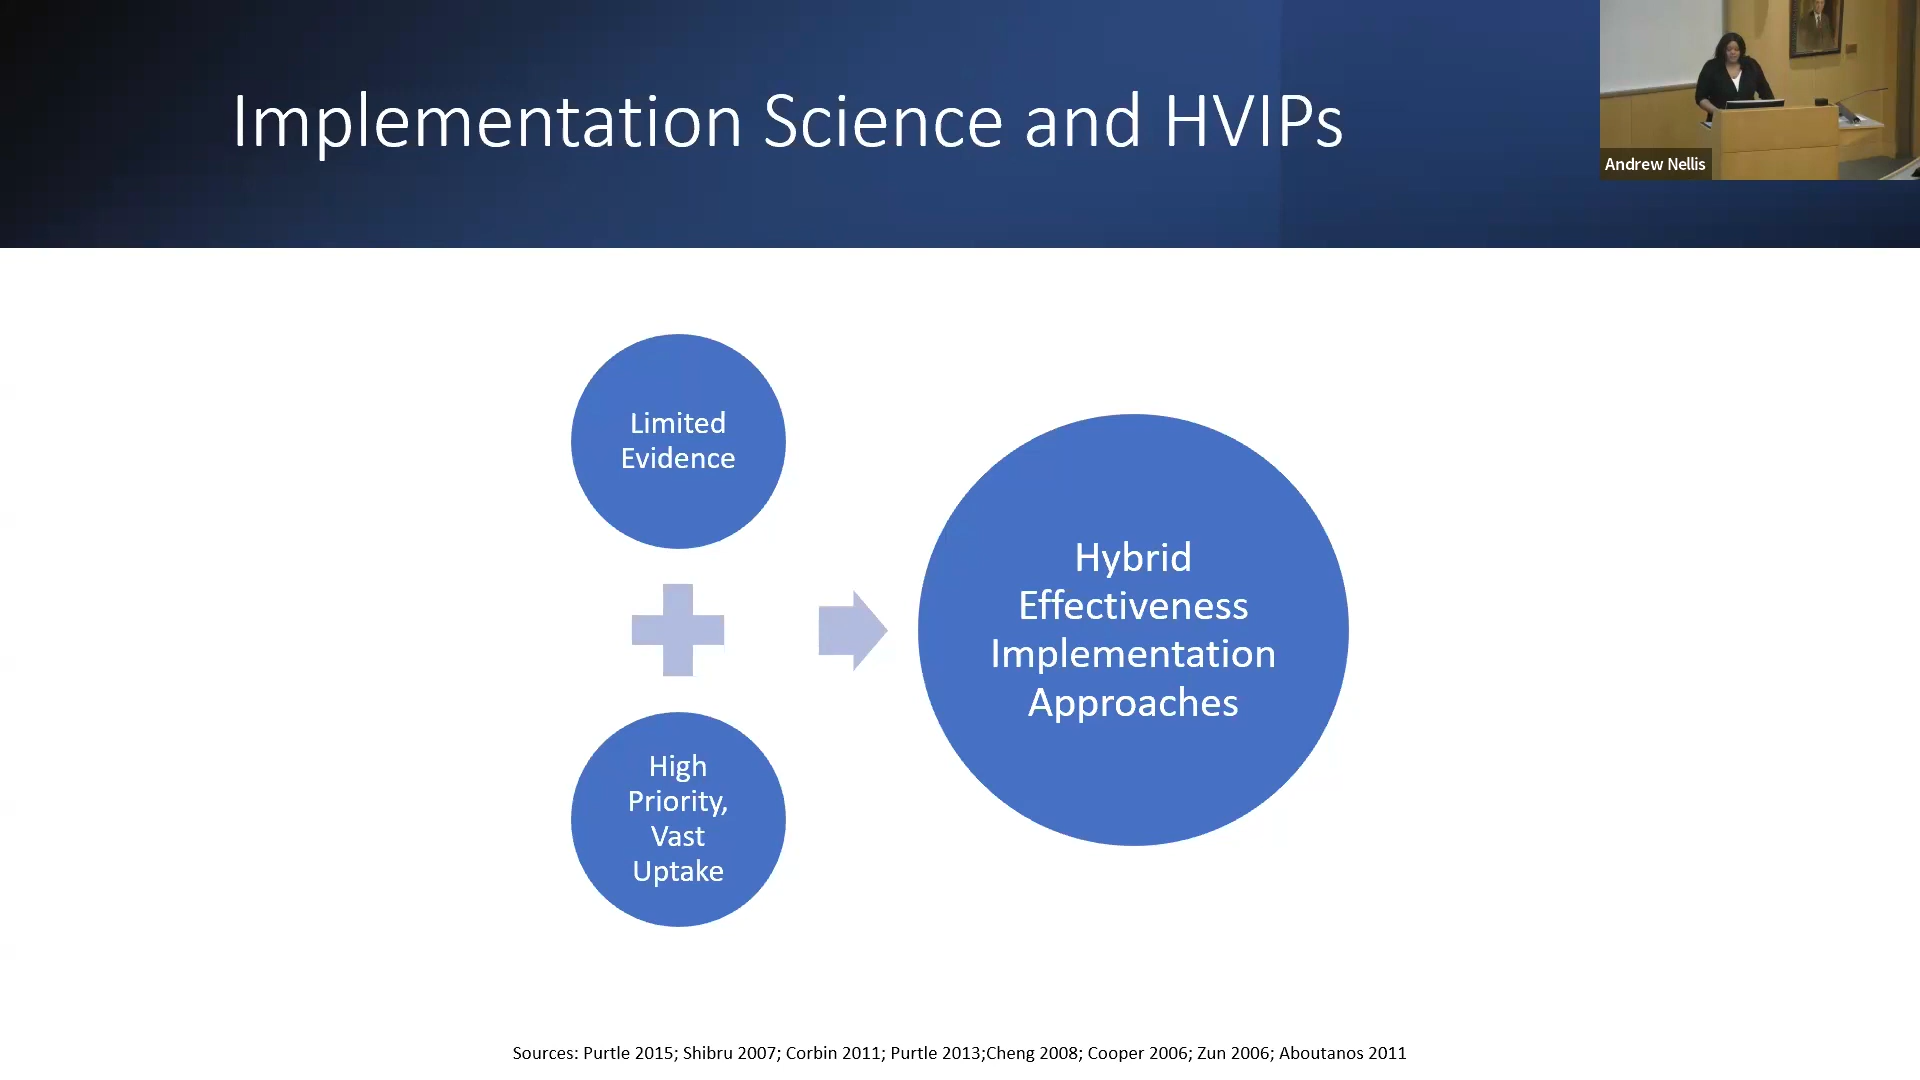 Implementation Science and HVIPs
Andrew Nellis
Limited
Evidence
High
Priority,
Vast
Uptake
Hybrid
Effectiveness
Implementation
Approaches
Sources: Purtle 2015; Shibru 2007; Corbin 2011; Purtle 2013;Cheng 2008; Cooper 2006; Zun 2006; Aboutanos 2011